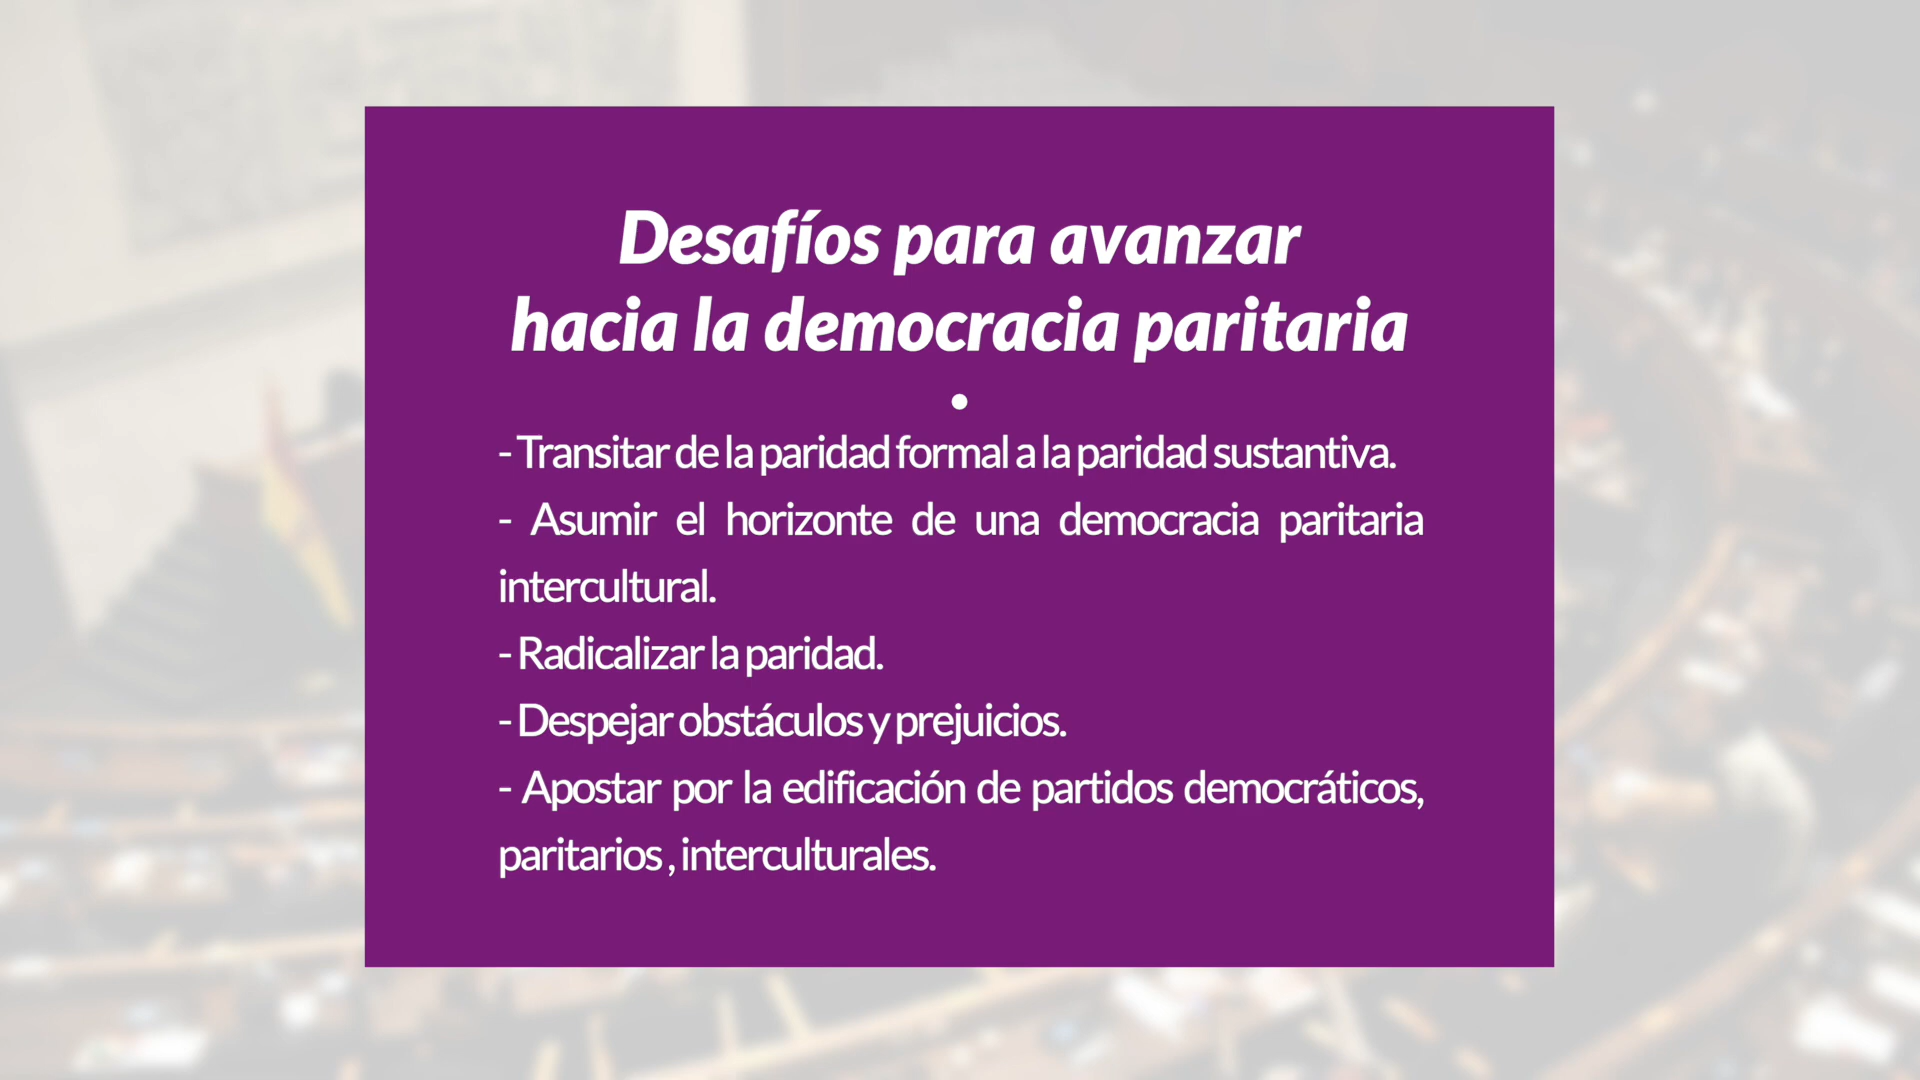 Desafíos para avanzar
hacia la democracia paritaria
•
- Transitar de la paridad formal a la paridad sustantiva.
- Asumir el horizonte de una democracia paritaria
intercultural.
- Radicalizar la paridad.
- Despejar obstáculos y prejuicios.
- Apostar por la edificación de partidos democráticos,
paritarios , interculturales.